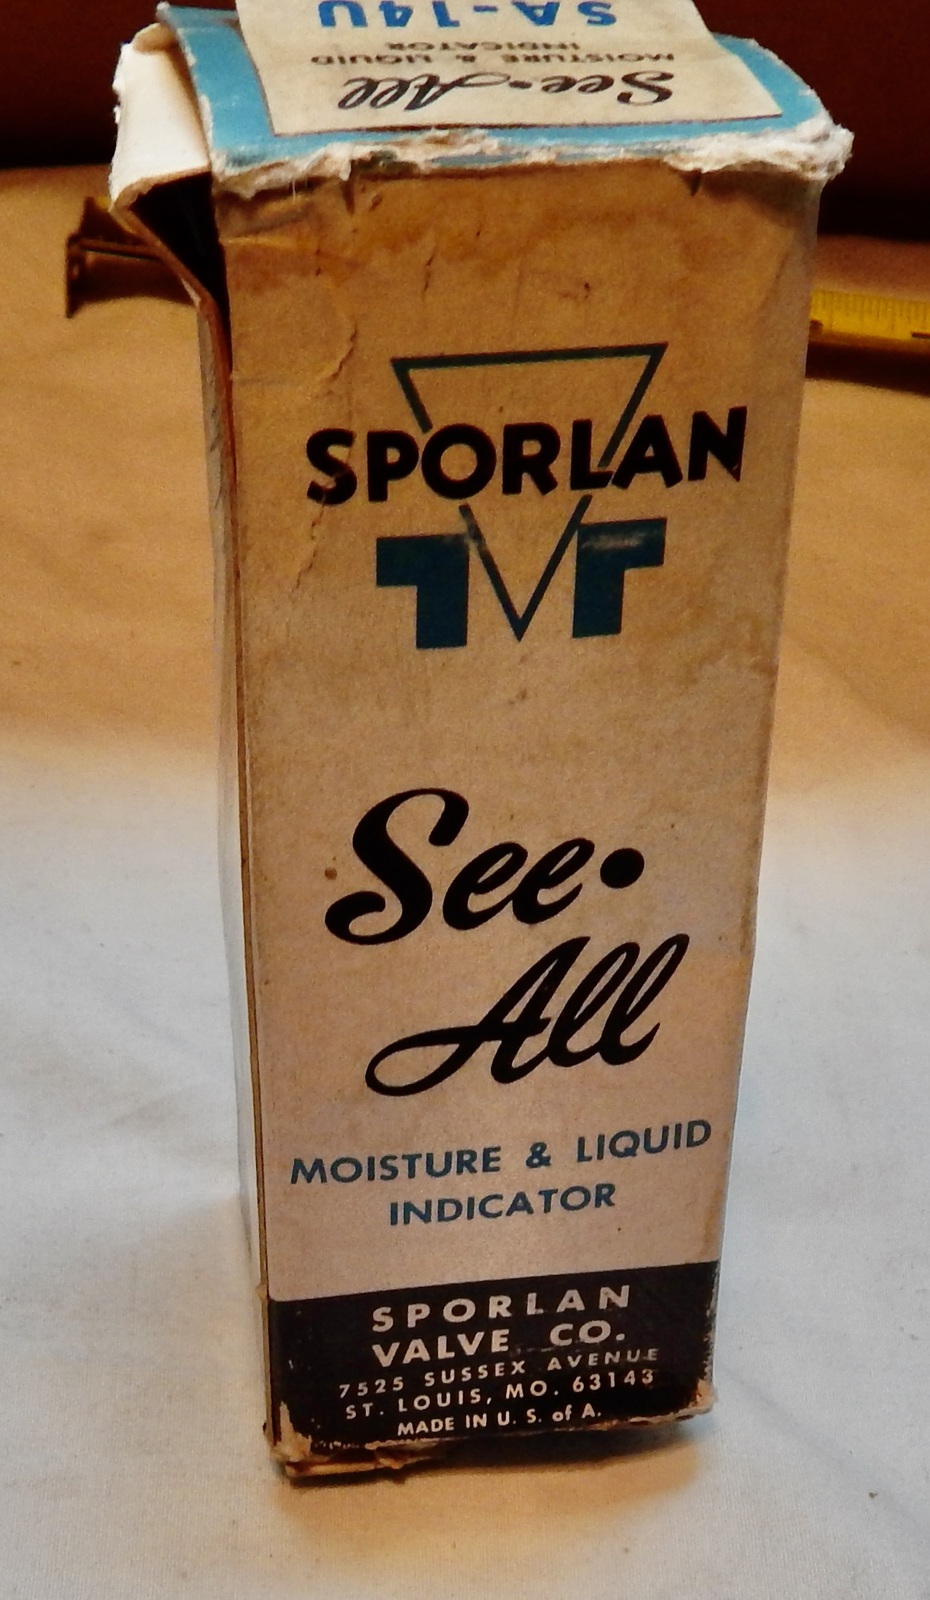 SA-14U
MOISTURE & LIQUID
INDICATOR
See•All
SPORLAN
See•
All
MOISTURE & LIQUID
INDICATOR
SPORLAN
VALVE CO.
7525 SUSSEX AVENUE
ST. LOUIS, MO. 63143
MADE IN U. S. of A.